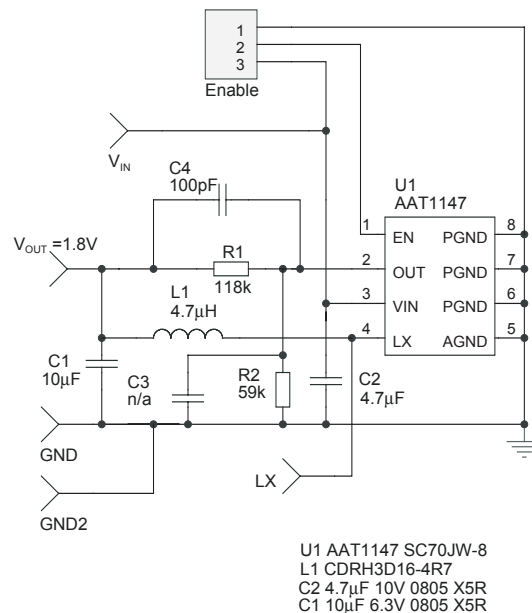 1
2
3
Enable
V_IN
C4
100pF
U1
AAT1147
V_OUT =1.8V
R1
118k
1 EN PGND 8
2 OUT PGND 7
3 VIN PGND 6
4 LX AGND 5
L1
4.7μH
C1
10μF
C3
n/a
R2
59k
C2
4.7μF
GND
LX
GND2
U1 AAT1147 SC70JW-8
L1 CDRH3D16-4R7
C2 4.7μF 10V 0805 X5R
C1 10μF 6.3V 0805 X5R